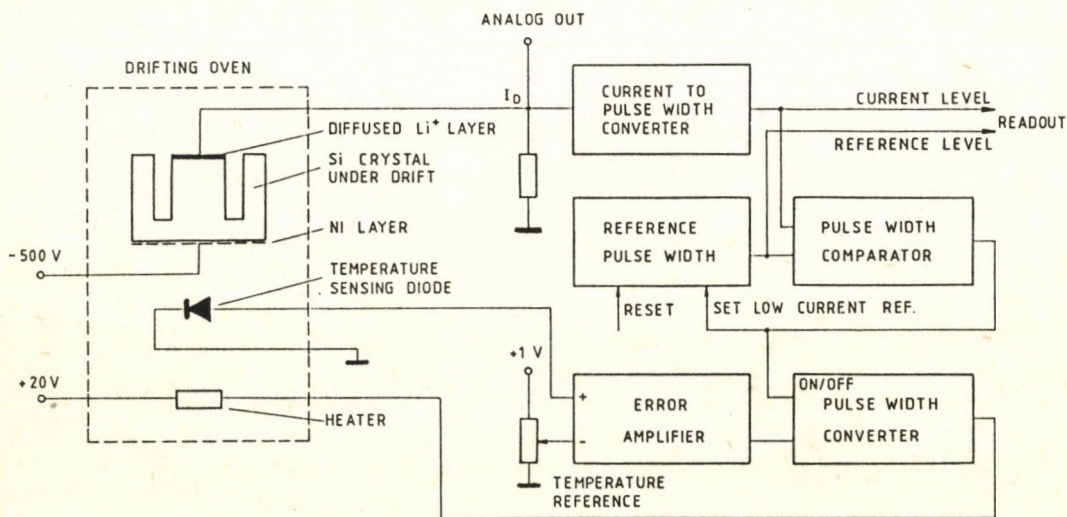 ANALOG OUT
DRIFTING OVEN
I_D
CURRENT TO
PULSE WIDTH
CONVERTER
CURRENT LEVEL
READOUT
REFERENCE LEVEL
DIFFUSED Li⁺ LAYER
Si CRYSTAL
UNDER DRIFT
NI LAYER
-500 V
REFERENCE
PULSE WIDTH
PULSE WIDTH
COMPARATOR
TEMPERATURE
SENSING DIODE
RESET
SET LOW CURRENT REF.
+1 V
+20V
HEATER
+
-
ERROR
AMPLIFIER
ON/OFF
PULSE WIDTH
CONVERTER
TEMPERATURE
REFERENCE